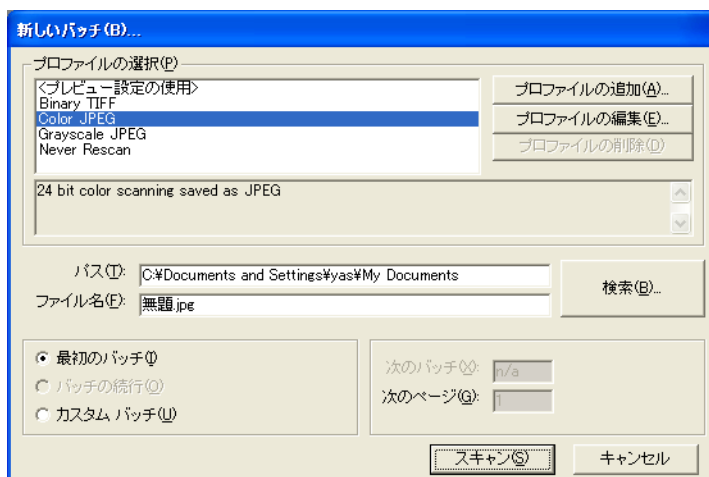 新しいバッチ(B)...
プロファイルの選択(P)
<プレビュー設定の使用>
Binary TIFF
Color JPEG
Grayscale JPEG
Never Rescan
プロファイルの追加(A)...
プロファイルの編集(E)...
プロファイルの削除(D)
24 bit color scanning saved as JPEG
パス(T): C:¥Documents and Settings¥yas¥My Documents
ファイル名(F): 無題.jpg
検索(B)...
最初のバッチ(I)
バッチの続行(O)
カスタム バッチ(U)
次のバッチ(X): n/a
次のページ(G): 1
スキャン(S)
キャンセル